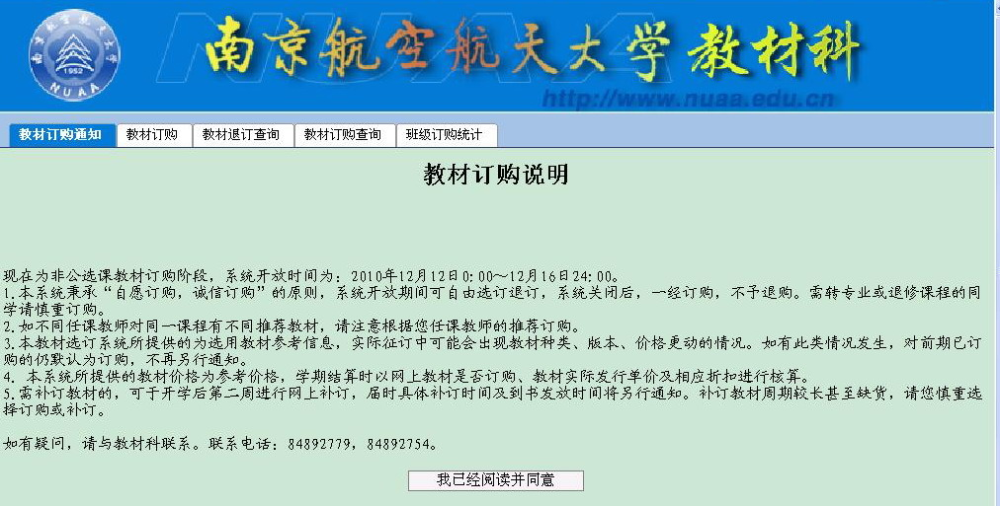 南京航空航天大学教材科
http://www.nuaa.edu.cn
1952
NUAA
教材订购通知 教材订购 教材退订查询 教材订购查询 班级订购统计
教材订购说明
现在为非公选课教材订购阶段，系统开放时间为：2010年12月12日0:00～12月16日24:00。
1.本系统秉承“自愿订购，诚信订购”的原则，系统开放期间可自由选订退订，系统关闭后，一经订购，不予退购。需转专业或退修课程的同
学请慎重订购。
2.如不同任课教师对同一课程有不同推荐教材，请注意根据您任课教师的推荐订购。
3.本教材选订系统所提供的为选用教材参考信息，实际征订中可能会出现教材种类、版本、价格更动的情况。如有此类情况发生，对前期已订
购的仍默认为订购，不再另行通知。
4. 本系统所提供的教材价格为参考价格，学期结算时以网上教材是否订购、教材实际发行单价及相应折扣进行核算。
5.需补订教材的，可于开学后第二周进行网上补订，届时具体补订时间及到书发放时间将另行通知。补订教材周期较长甚至缺货，请您慎重选
择订购或补订。
如有疑问，请与教材科联系。联系电话：84892779，84892754。
我已经阅读并同意